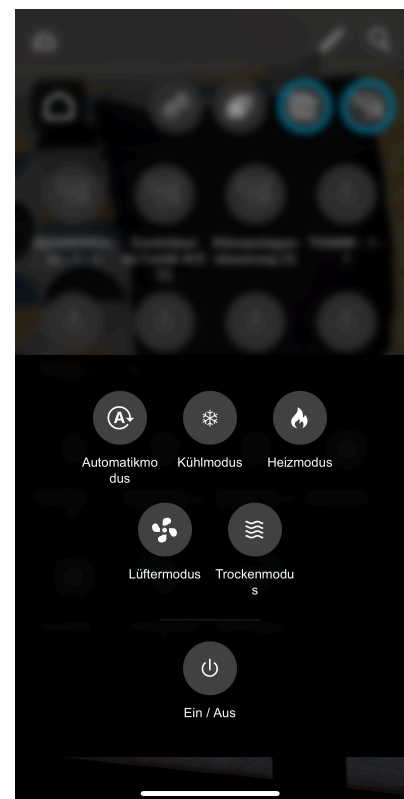 Automatikmo
dus
Kühlmodus
Heizmodus
Lüftermodus
Trockenmodu
s
Ein / Aus